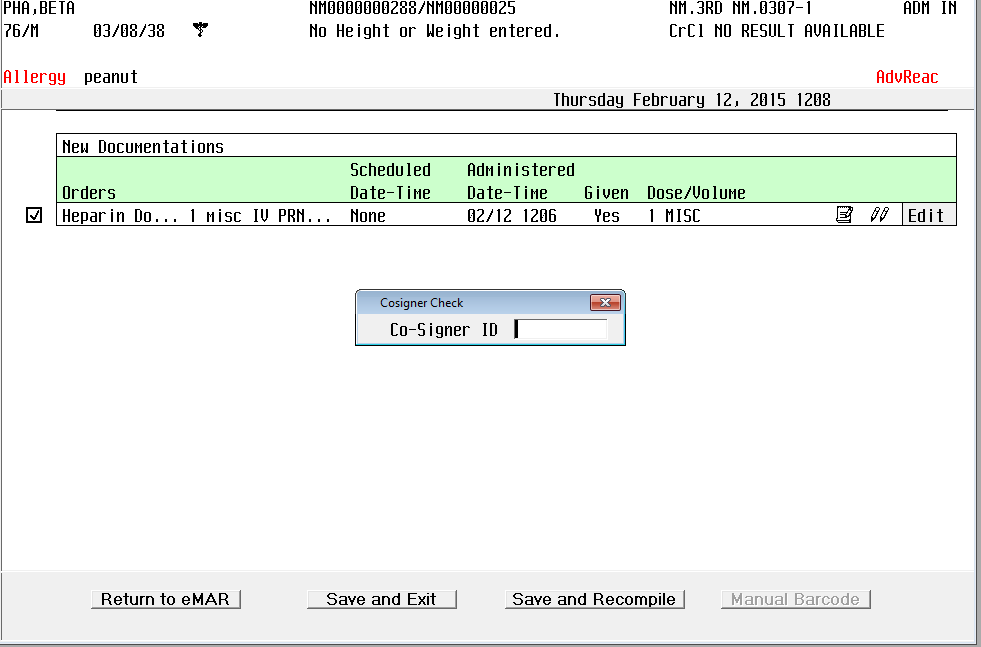 PHA,BETA NM0000000288/NM00000025 NM.3RD NM.0307-1 ADM IN
76/M 03/08/38 No Height or Weight entered. CrCl NO RESULT AVAILABLE
Allergy peanut AdvReac
Thursday February 12, 2015 1208
New Documentations
Scheduled Administered
Orders Date-Time Date-Time Given Dose/Volume
Heparin Do... 1 misc IV PRN... None 02/12 1206 Yes 1 MISC Edit
Cosigner Check
Co-Signer ID
Return to eMAR Save and Exit Save and Recompile Manual Barcode